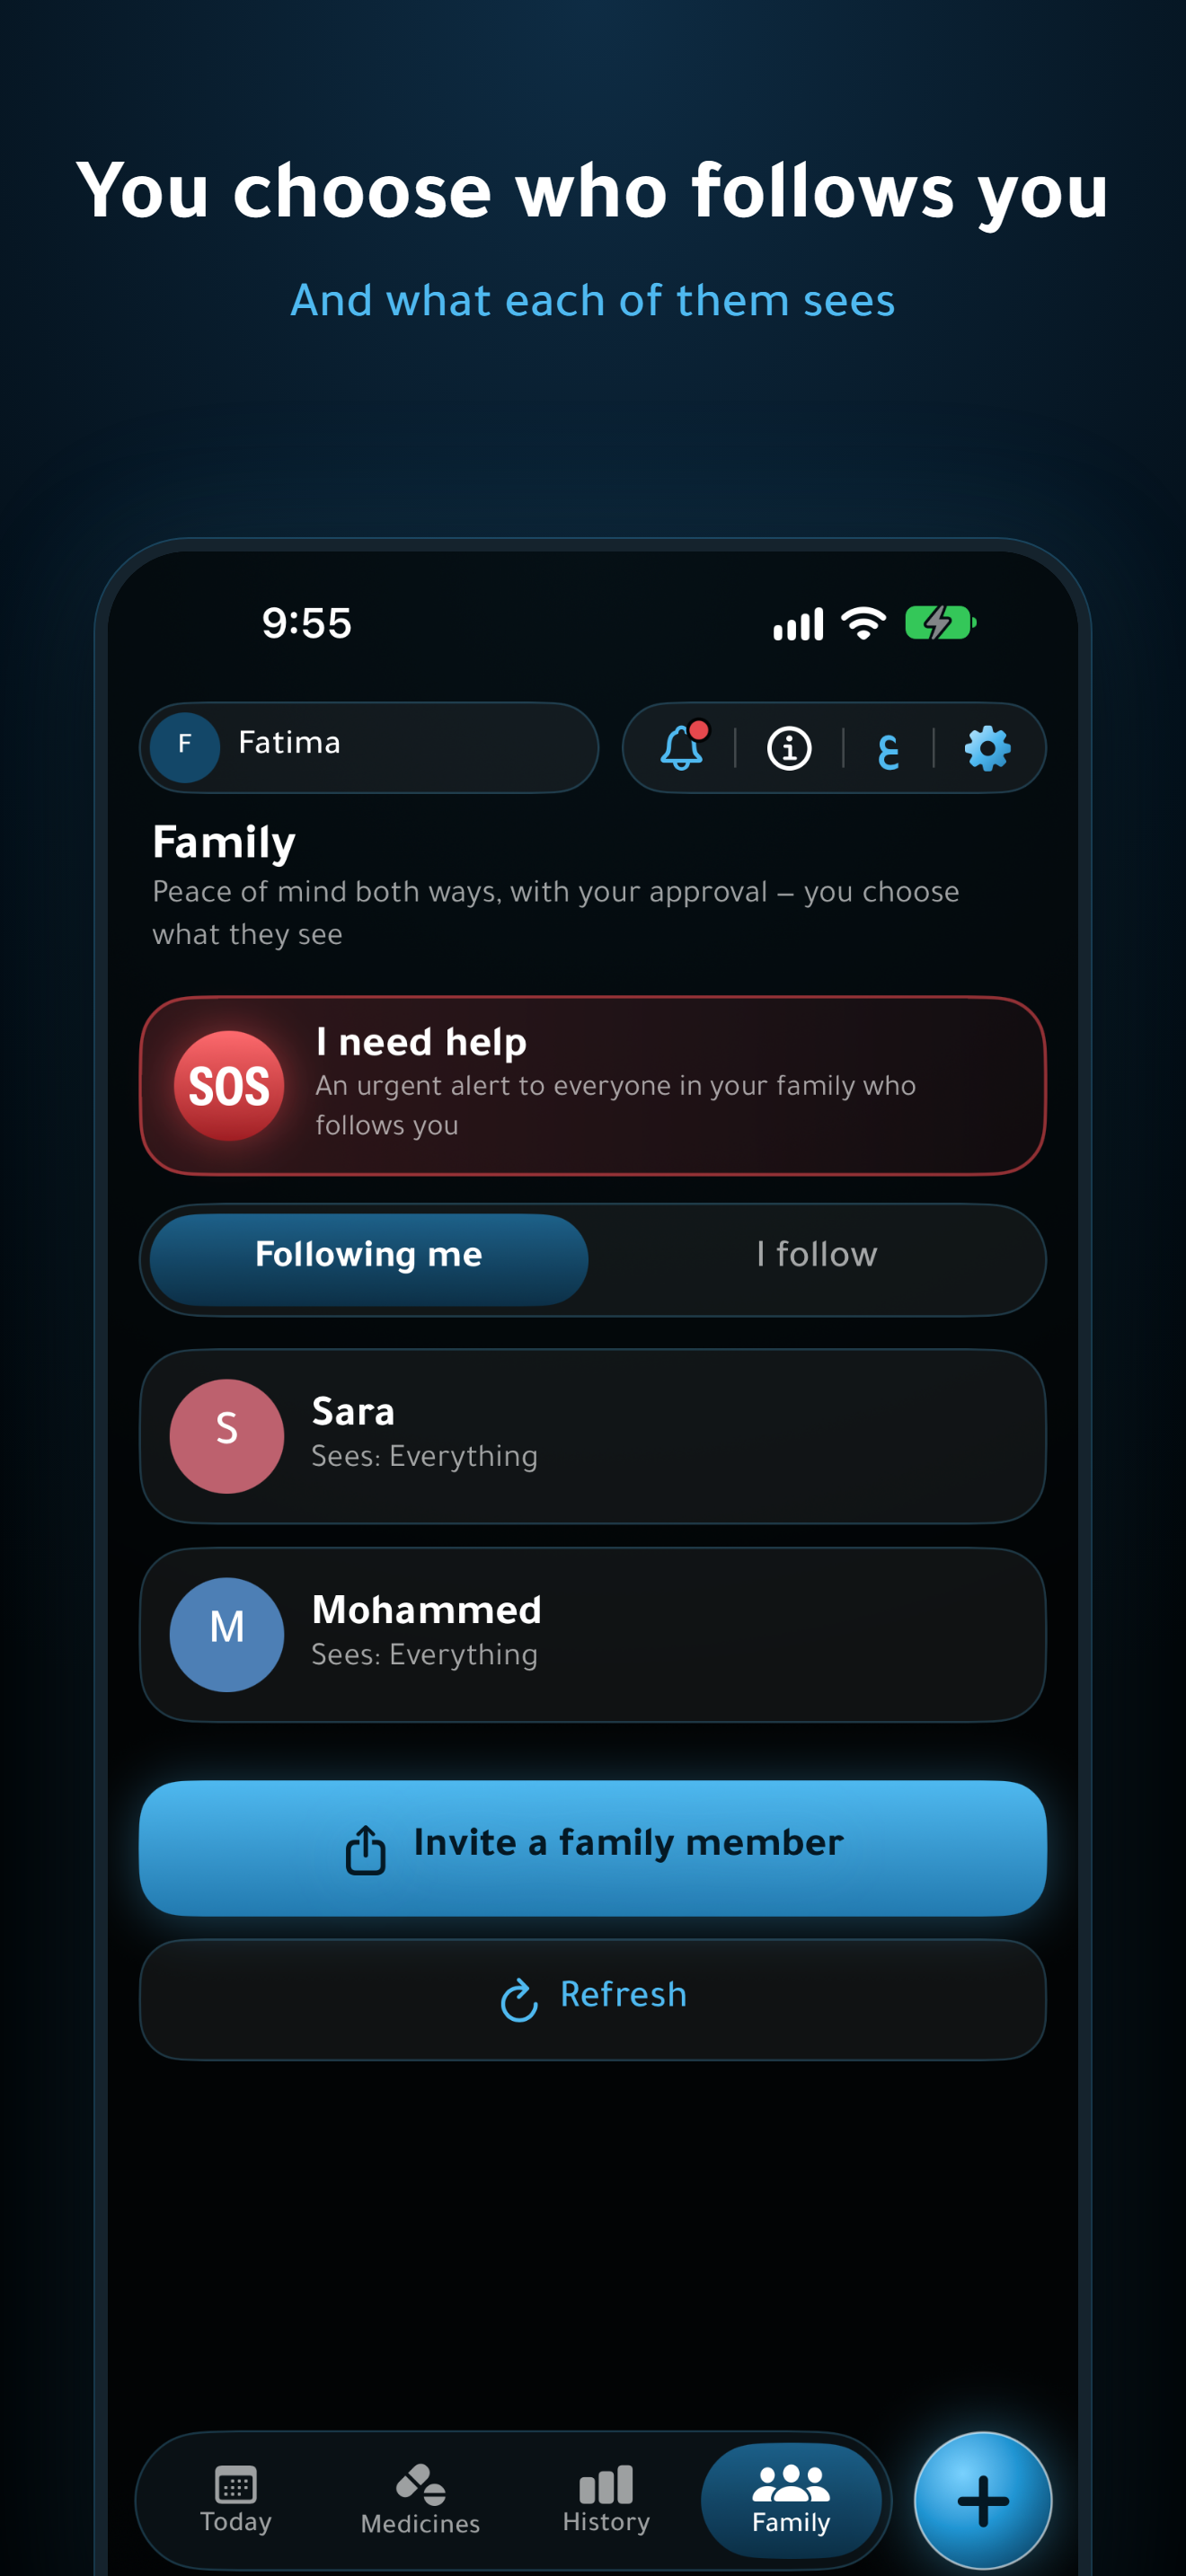 You choose who follows you
And what each of them sees
9:55
F
Fatima
ع
Family
Peace of mind both ways, with your approval – you choose
what they see
SOS
I need help
An urgent alert to everyone in your family who
follows you
Following me
I follow
S
Sara
Sees: Everything
M
Mohammed
Sees: Everything
Invite a family member
Refresh
Today
Medicines
History
Family